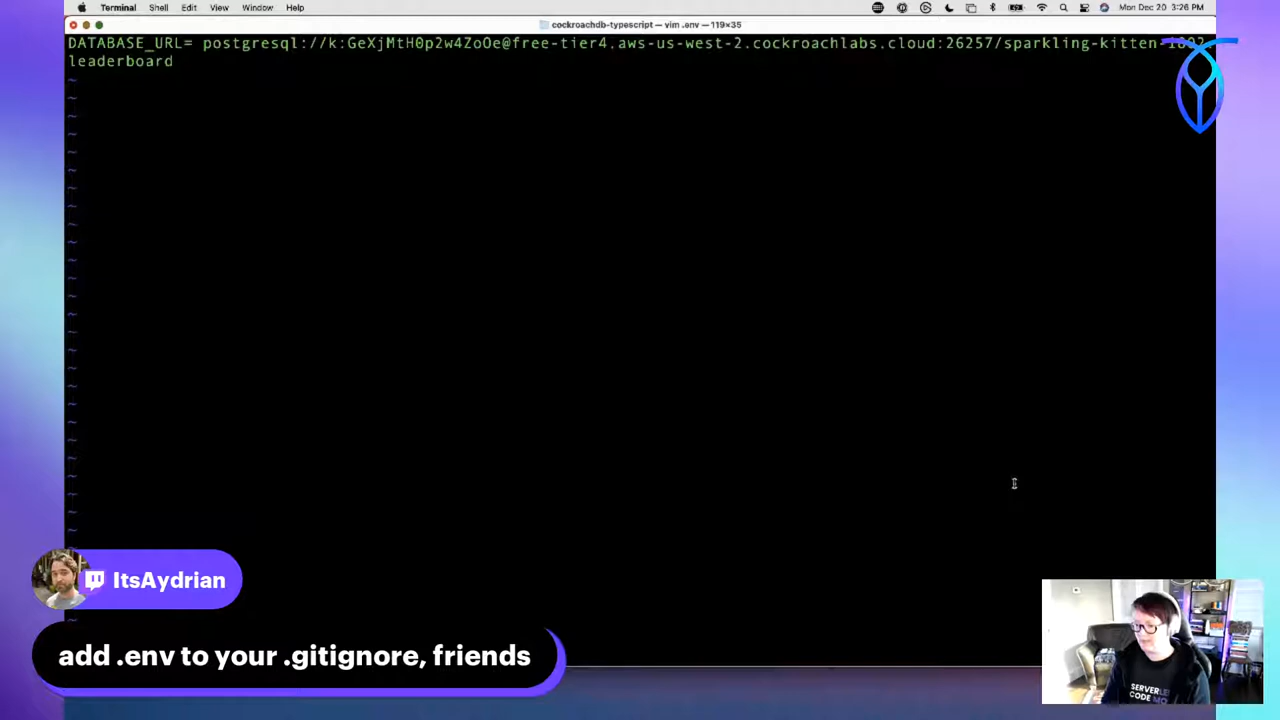 Terminal Shell Edit View Window Help Mon Dec 20 3:26 PM
cockroachdb-typescript — vim .env — 119×35
DATABASE_URL= postgresql://k:GeXjMtH0p2w4ZoOe@free-tier4.aws-us-west-2.cockroachlabs.cloud:26257/sparkling-kitten-
leaderboard
ItsAydrian
add .env to your .gitignore, friends
SERVERLESS
CODE